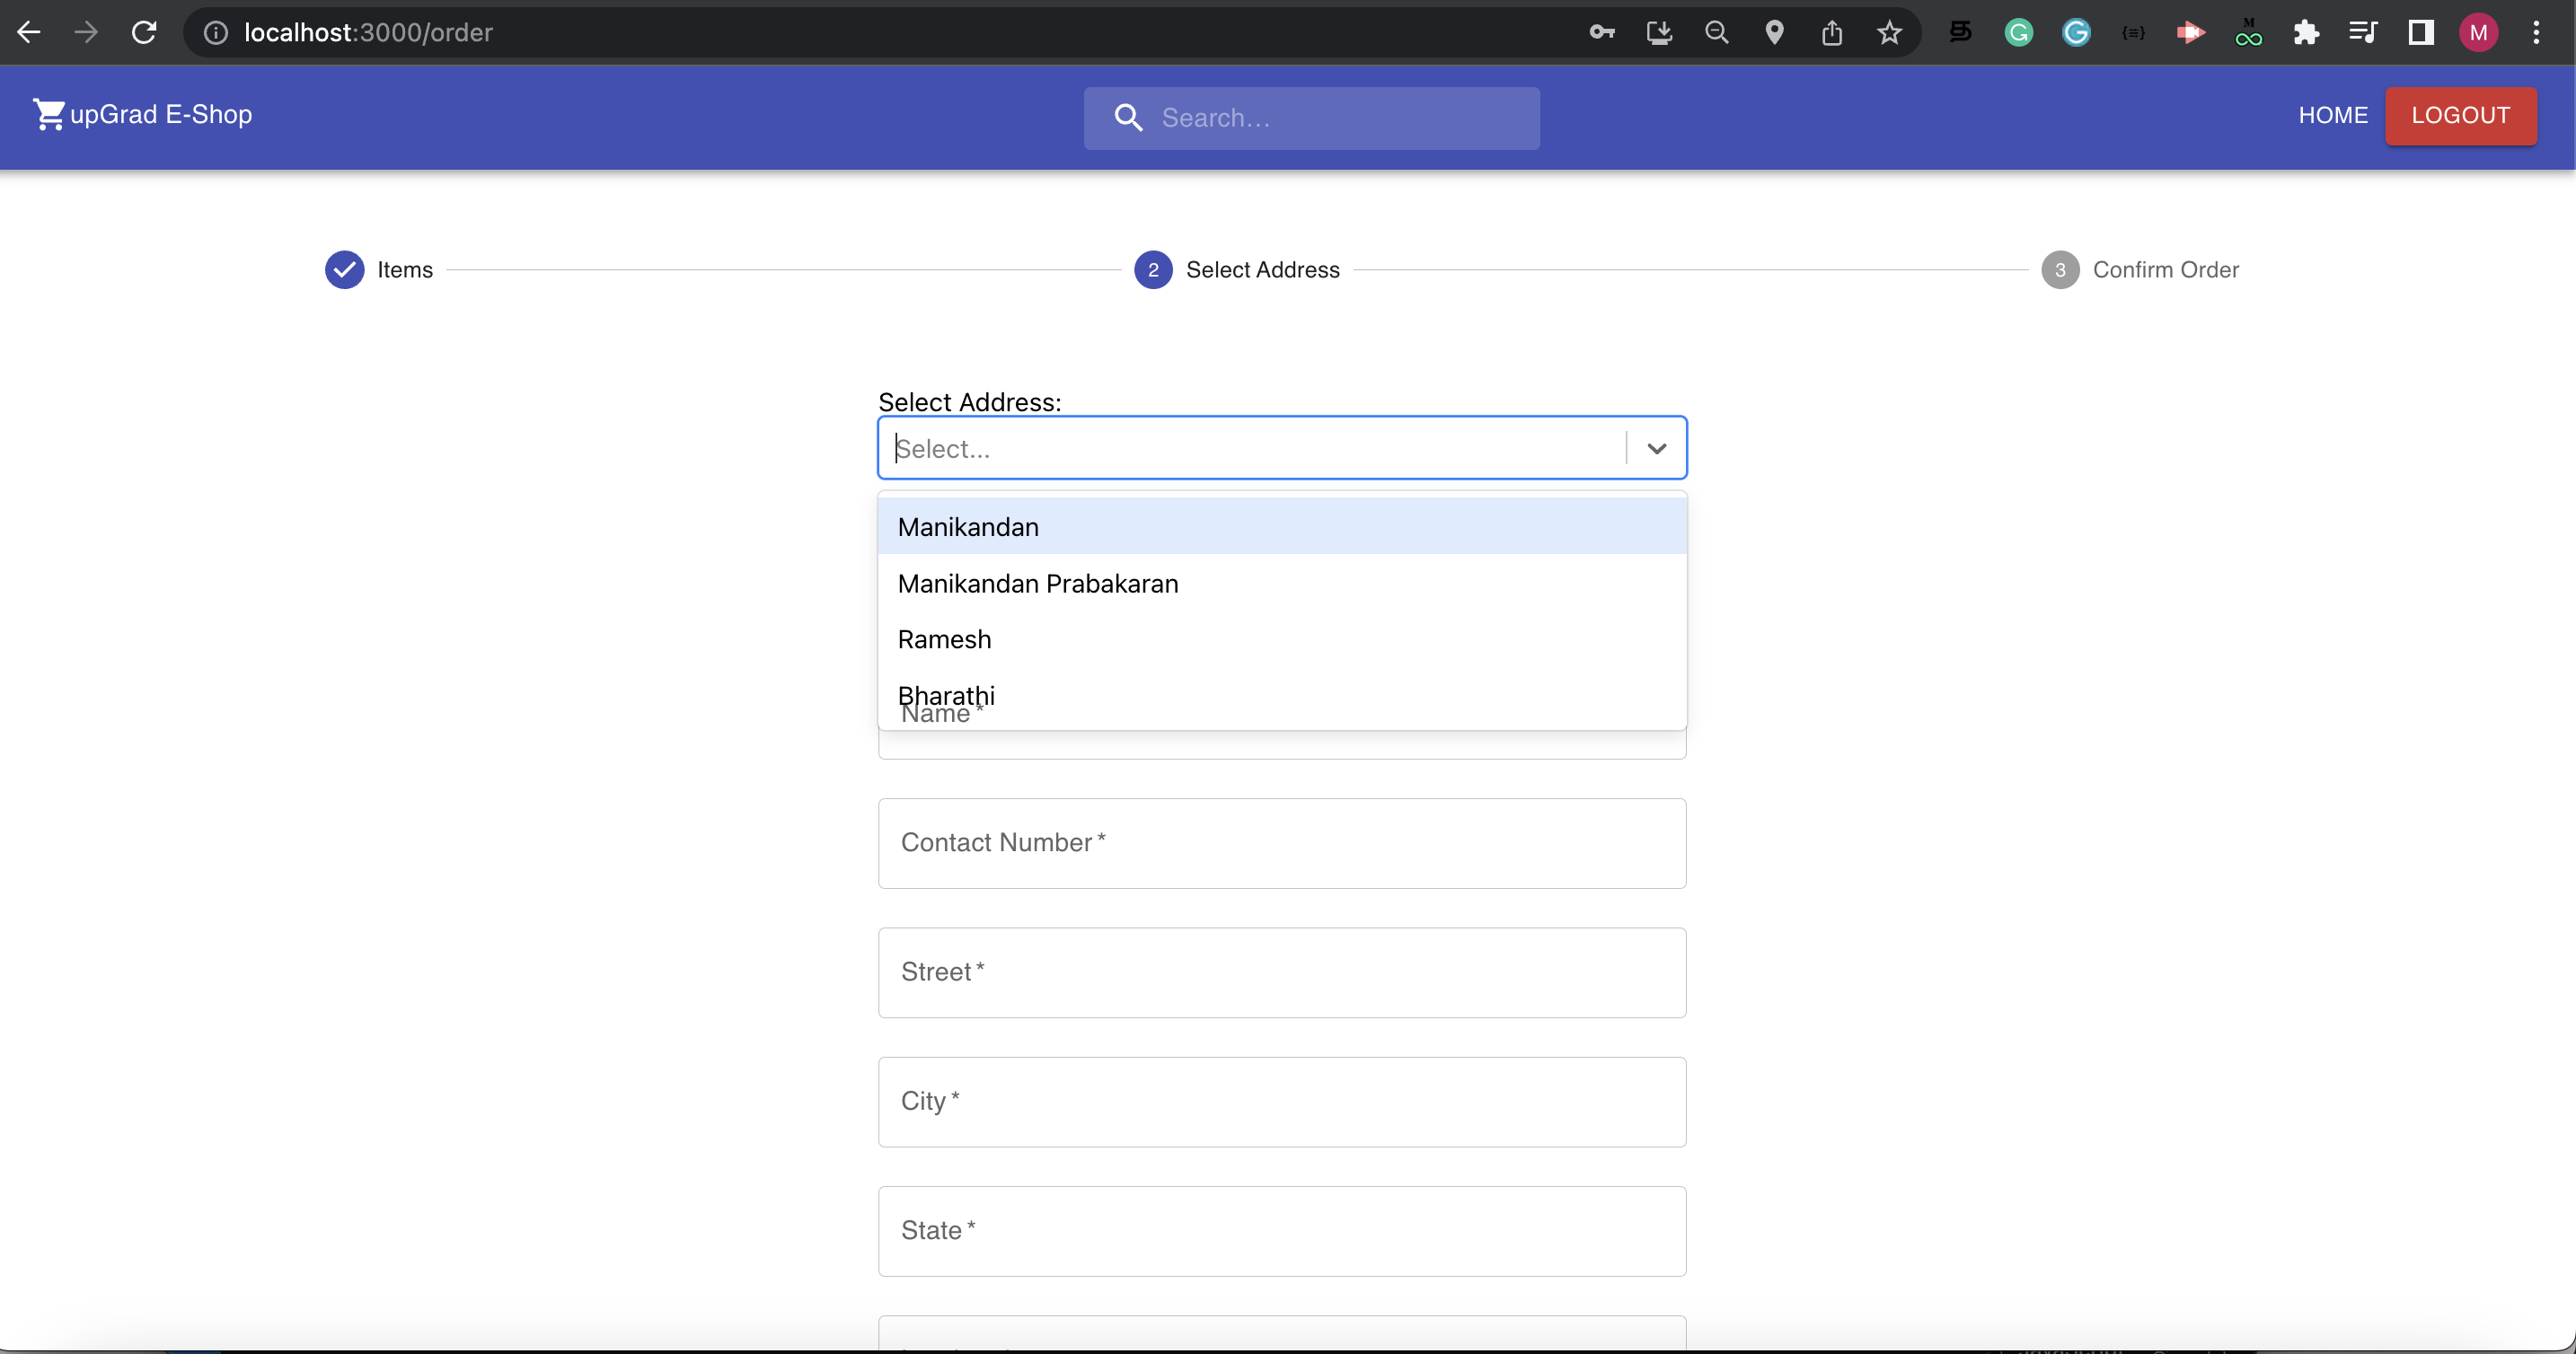 localhost:3000/order
M
M
upGrad E-Shop
Search...
HOME
LOGOUT
Items
2
Select Address
3
Confirm Order
Select Address:
Select...
Manikandan
Manikandan Prabakaran
Ramesh
Bharathi
Name *
Contact Number *
Street *
City *
State *